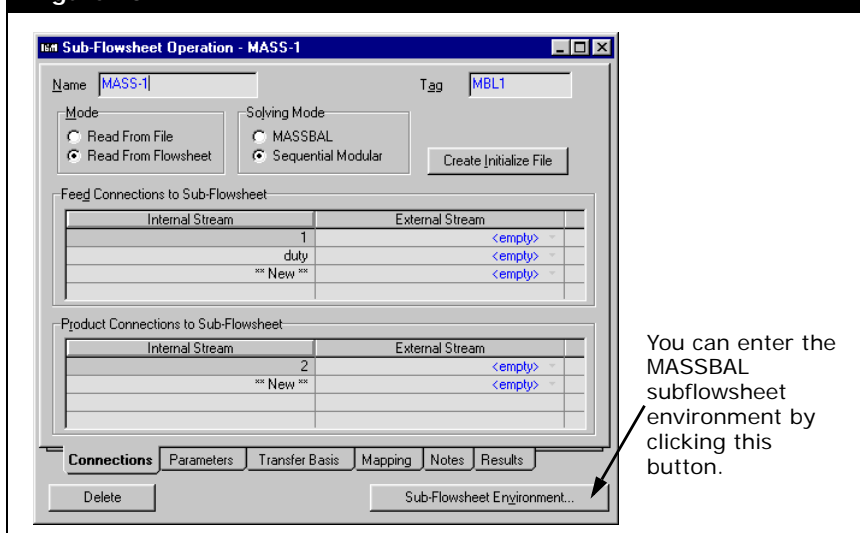 Sub-Flowsheet Operation - MASS-1
Name MASS-1 Tag MBL1
Mode Solving Mode
Read From File MASSBAL
Read From Flowsheet Sequential Modular Create Initialize File
Feed Connections to Sub-Flowsheet
Internal Stream External Stream
1 <empty>
duty <empty>
** New ** <empty>
Product Connections to Sub-Flowsheet
Internal Stream External Stream
2 <empty>
** New ** <empty>
Connections Parameters Transfer Basis Mapping Notes Results
Delete Sub-Flowsheet Environment...
You can enter the
MASSBAL
subflowsheet
environment by
clicking this
button.